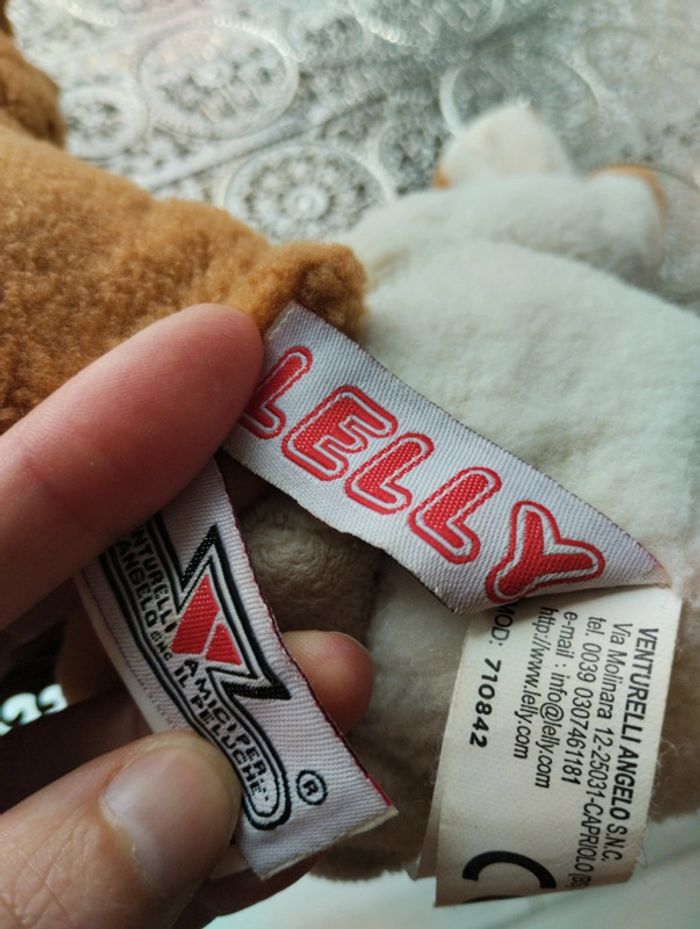 LELLY
VENTURELLI
ANGELO snc
AMICI PER
IL PELUCHE
®
VENTURELLI ANGELO S.N.C.
Via Molinara 12-25031-CAPRIOLO
tel. 0039 0307461181
e-mail : info@lelly.com
http://www.lelly.com
MOD: 710842